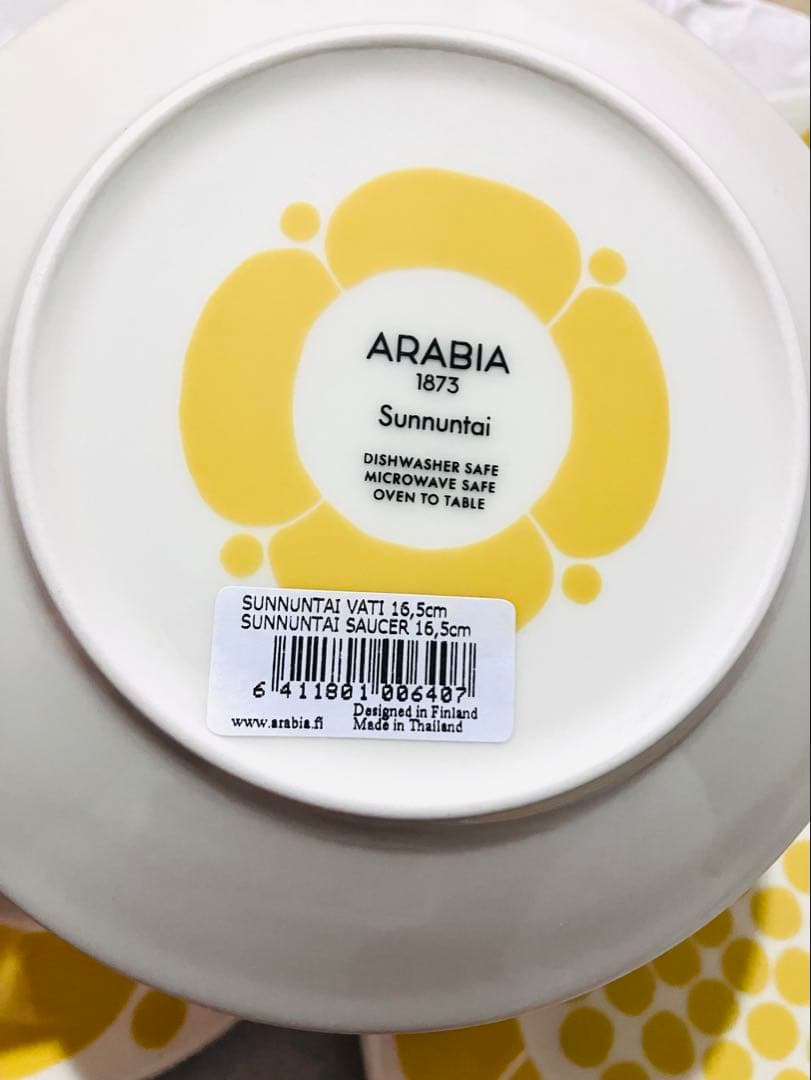 ARABIA
1873
Sunnuntai
DISHWASHER SAFE
MICROWAVE SAFE
OVEN TO TABLE
SUNNUNTAI VATI 16,5cm
SUNNUNTAI SAUCER 16,5cm
6 411801 006407
Designed in Finland
www.arabia.fi Made in Thailand